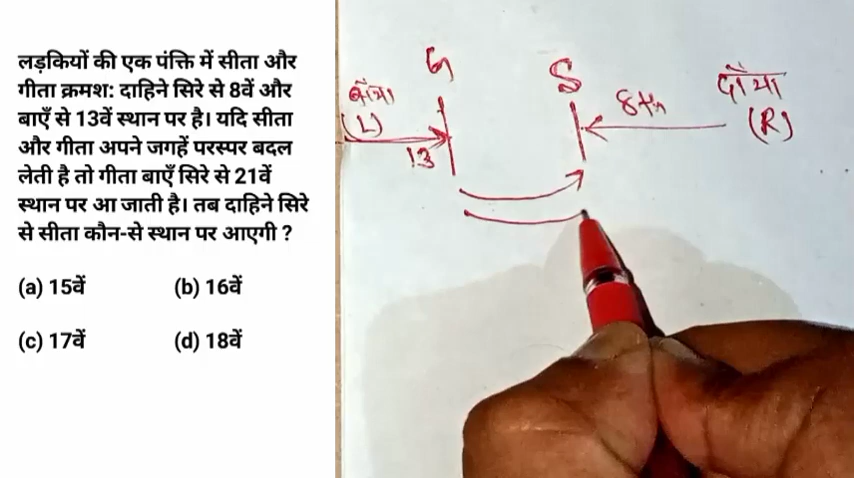 लड़कियों की एक पंक्ति में सीता और
गीता क्रमश: दाहिने सिरे से 8वें और
बाएँ से 13वें स्थान पर है। यदि सीता
और गीता अपने जगहें परस्पर बदल
लेती है तो गीता बाएँ सिरे से 21वें
स्थान पर आ जाती है। तब दाहिने सिरे
से सीता कौन-से स्थान पर आएगी ?
(a) 15वें (b) 16वें
(c) 17वें (d) 18वें
G S
बाँया 8th दाँया
(L) (R)
13